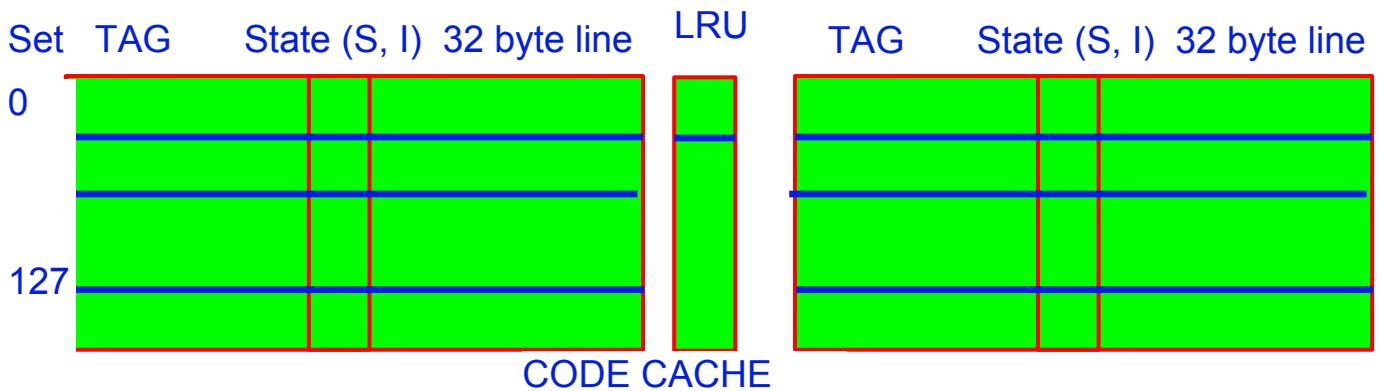 Set TAG State (S, I) 32 byte line LRU TAG State (S, I) 32 byte line
0
127
CODE CACHE